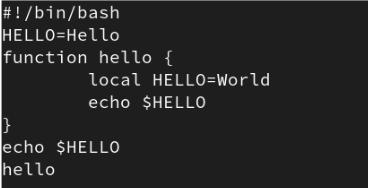 #!/bin/bash
HELLO=Hello
function hello {
        local HELLO=World
        echo $HELLO
}
echo $HELLO
hello